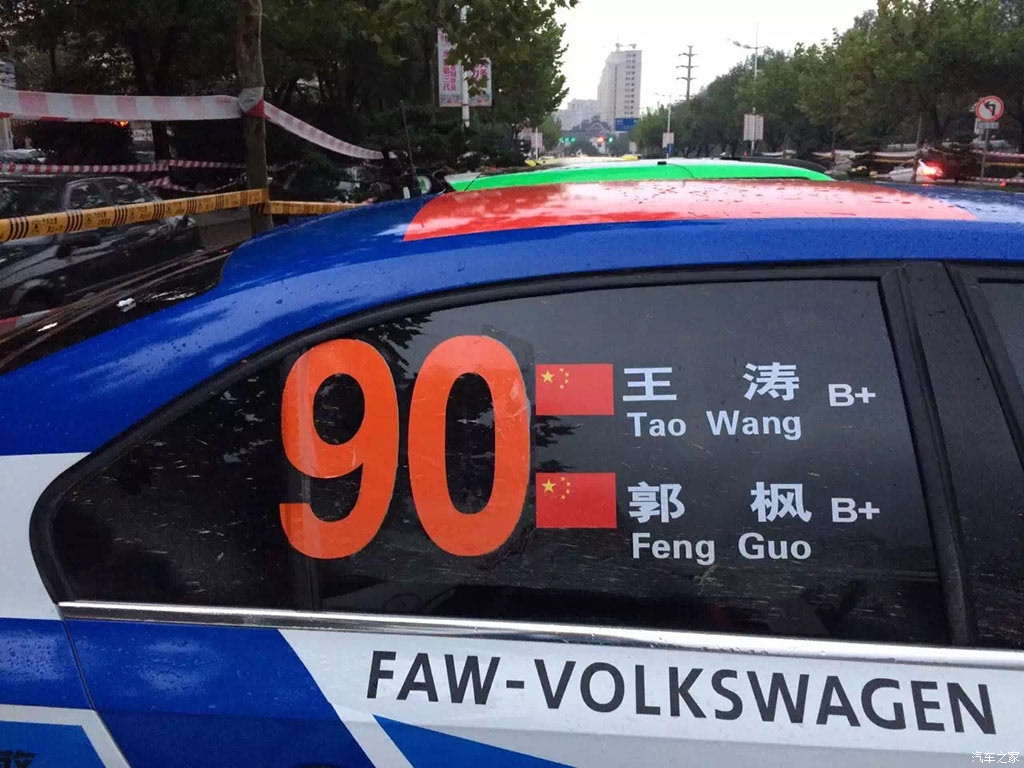 90
王 涛 B+
Tao Wang
郭 枫 B+
Feng Guo
FAW-VOLKSWAGEN
汽车之家